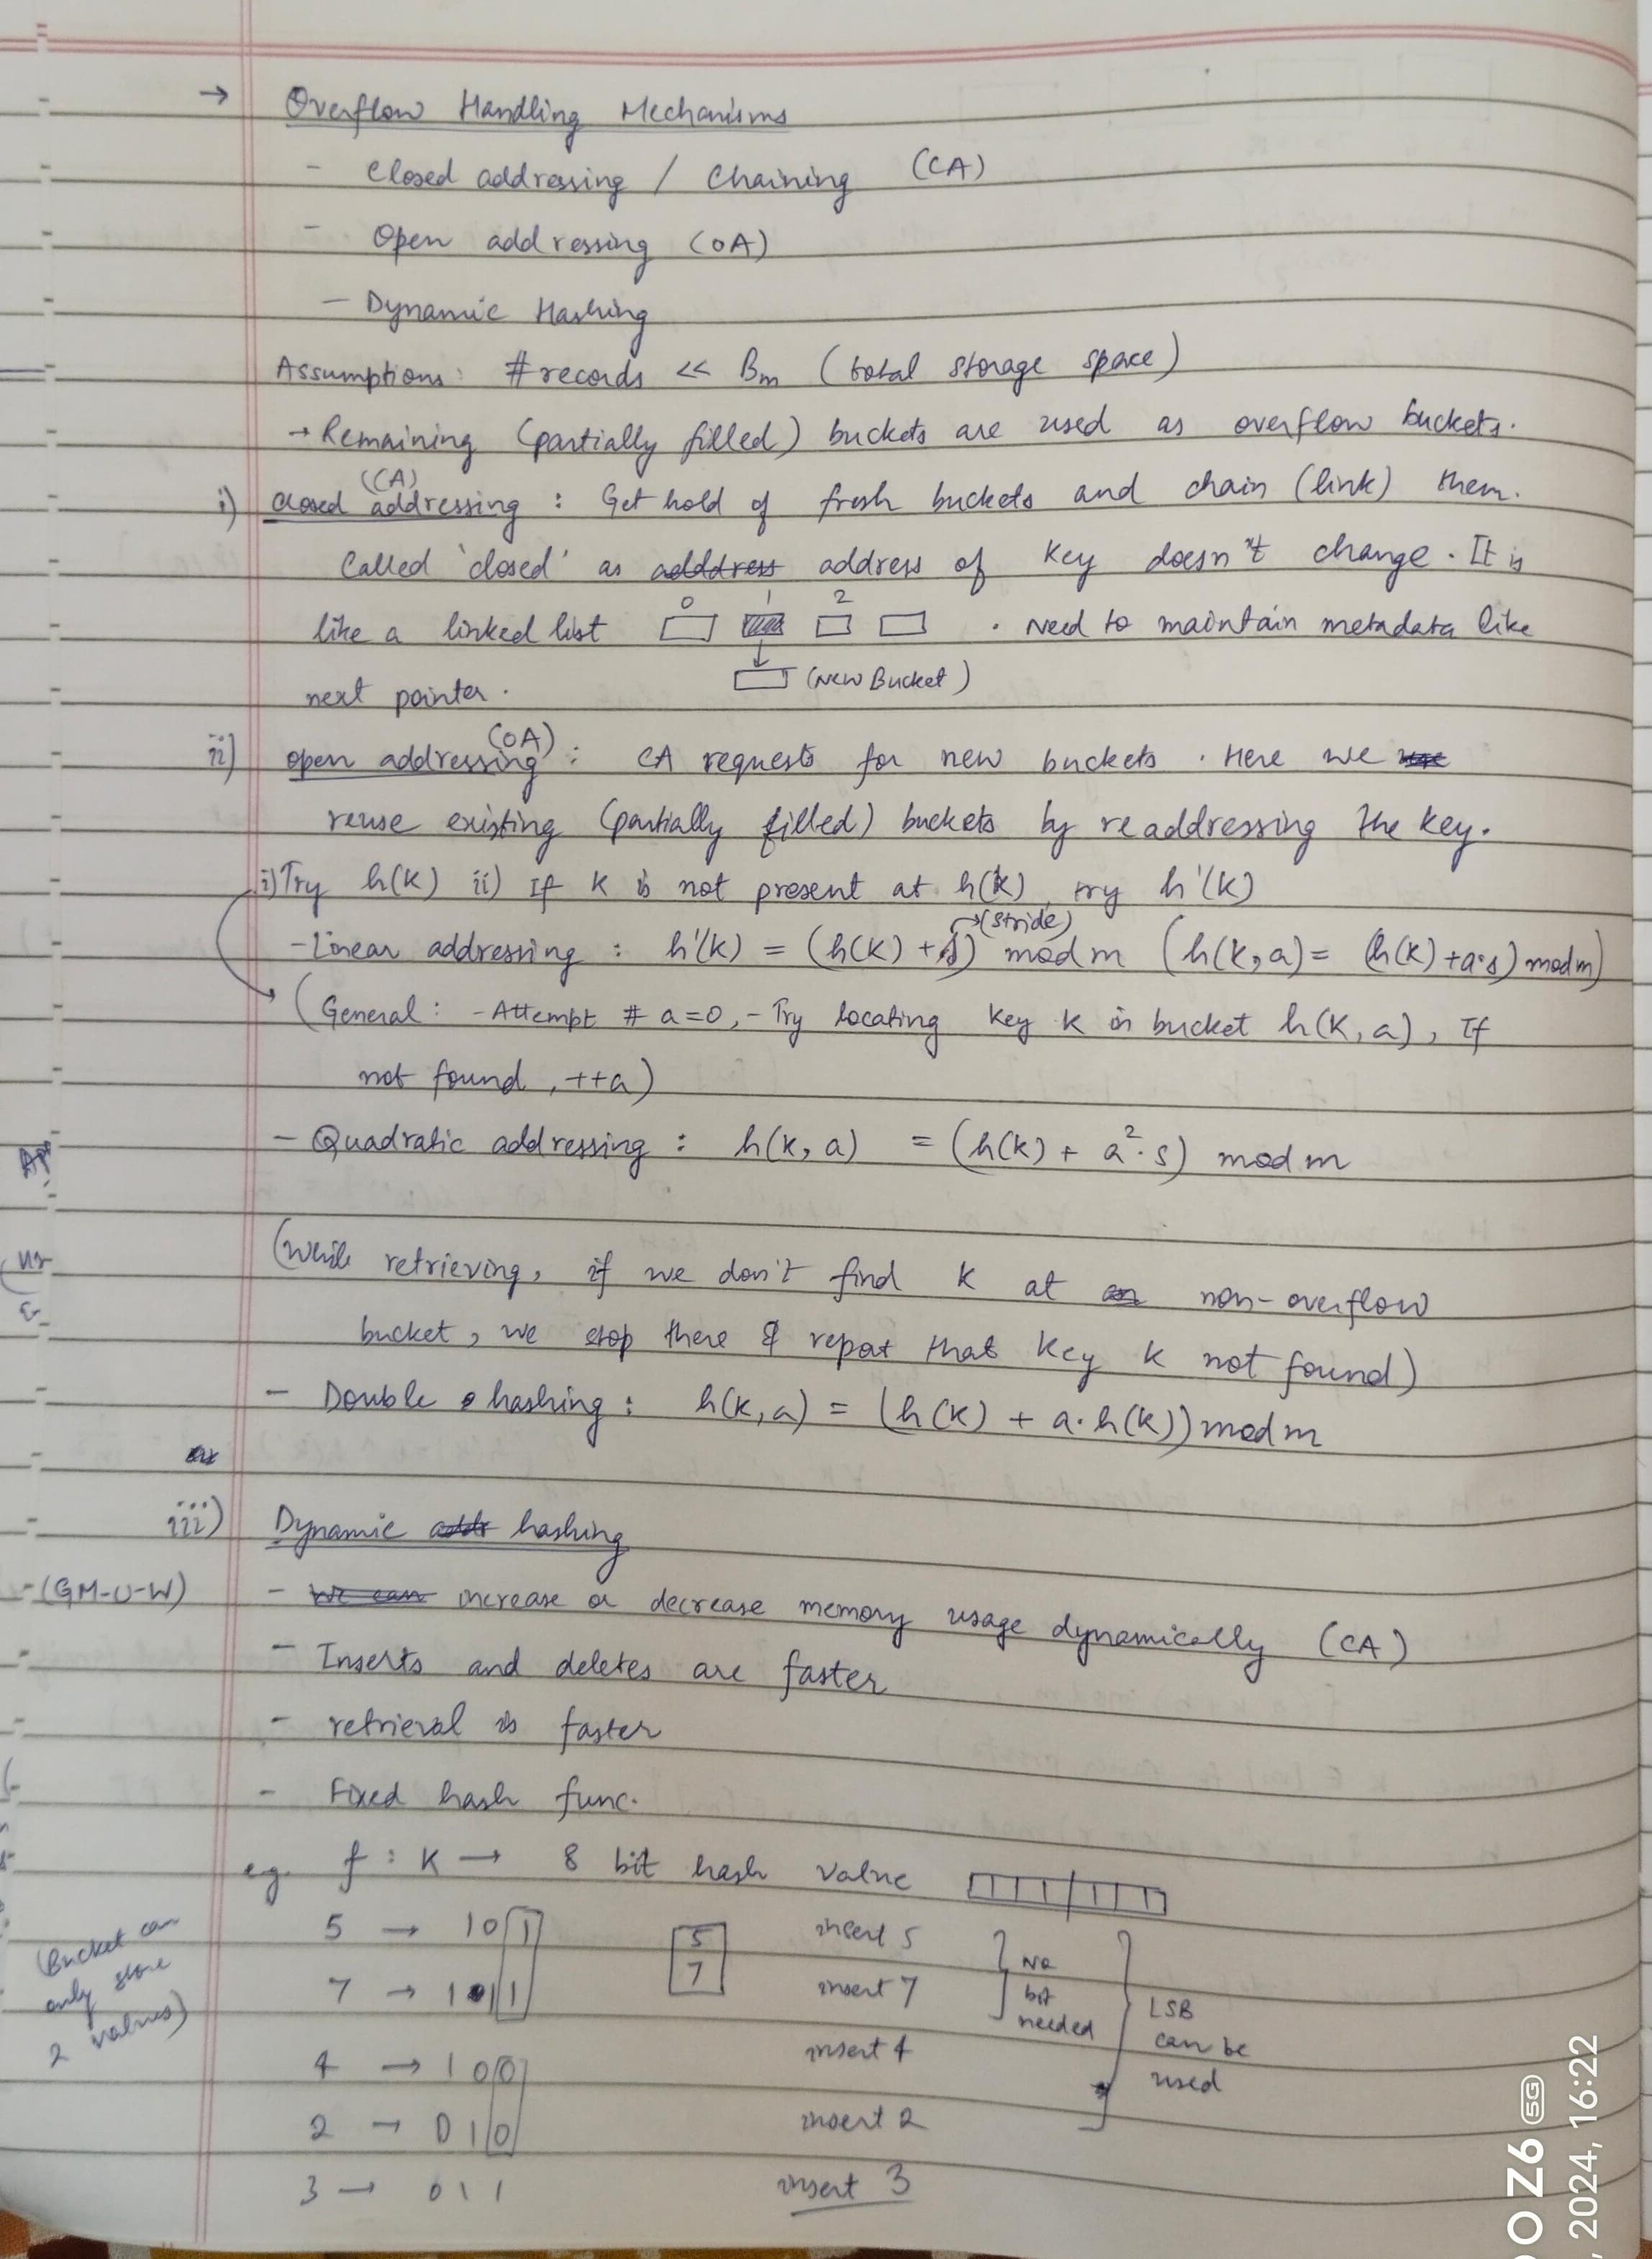 → Overflow Handling Mechanisms
- Closed addressing / Chaining (CA)
- Open addressing (OA)
- Dynamic Hashing
Assumptions: # records << Bm (total storage space)
→ Remaining (partially filled) buckets are used as overflow buckets.
i) closed addressing (CA) : Get hold of fresh buckets and chain (link) them.
Called 'closed' as address of key doesn't change. It is
0 1 2
like a linked list . Need to maintain metadata like
next pointer. (New Bucket)
ii) open addressing (OA) : CA requests for new buckets. Here we
reuse existing (partially filled) buckets by readdressing the key.
i) Try h(k) ii) If k is not present at h(k), try h'(k)
(stride)
- Linear addressing : h'(k) = (h(k) + s) mod m (h(k,a) = (h(k) + a·s) mod m)
(General: - Attempt # a=0, - Try locating key k in bucket h(k,a), If
not found, ++a)
- Quadratic addressing : h(k, a) = (h(k) + a²·s) mod m
(While retrieving, if we don't find k at non-overflow
bucket, we stop there & repot that key k not found)
- Double hashing : h(k,a) = (h(k) + a·h(k)) mod m
iii) Dynamic hashing
(GM-U-W) - increase or decrease memory usage dynamically (CA)
- Inserts and deletes are faster
- retrieval is faster
- Fixed hash func.
eg. f : K → 8 bit hash value
5 → 101 5 insert 5
7 → 111 7 insert 7
No bit needed
LSB can be used
(Bucket can only store 2 values)
4 → 100 insert 4
2 → 010 insert 2
3 → 011 insert 3
OZ6 5G
, 2024, 16:22